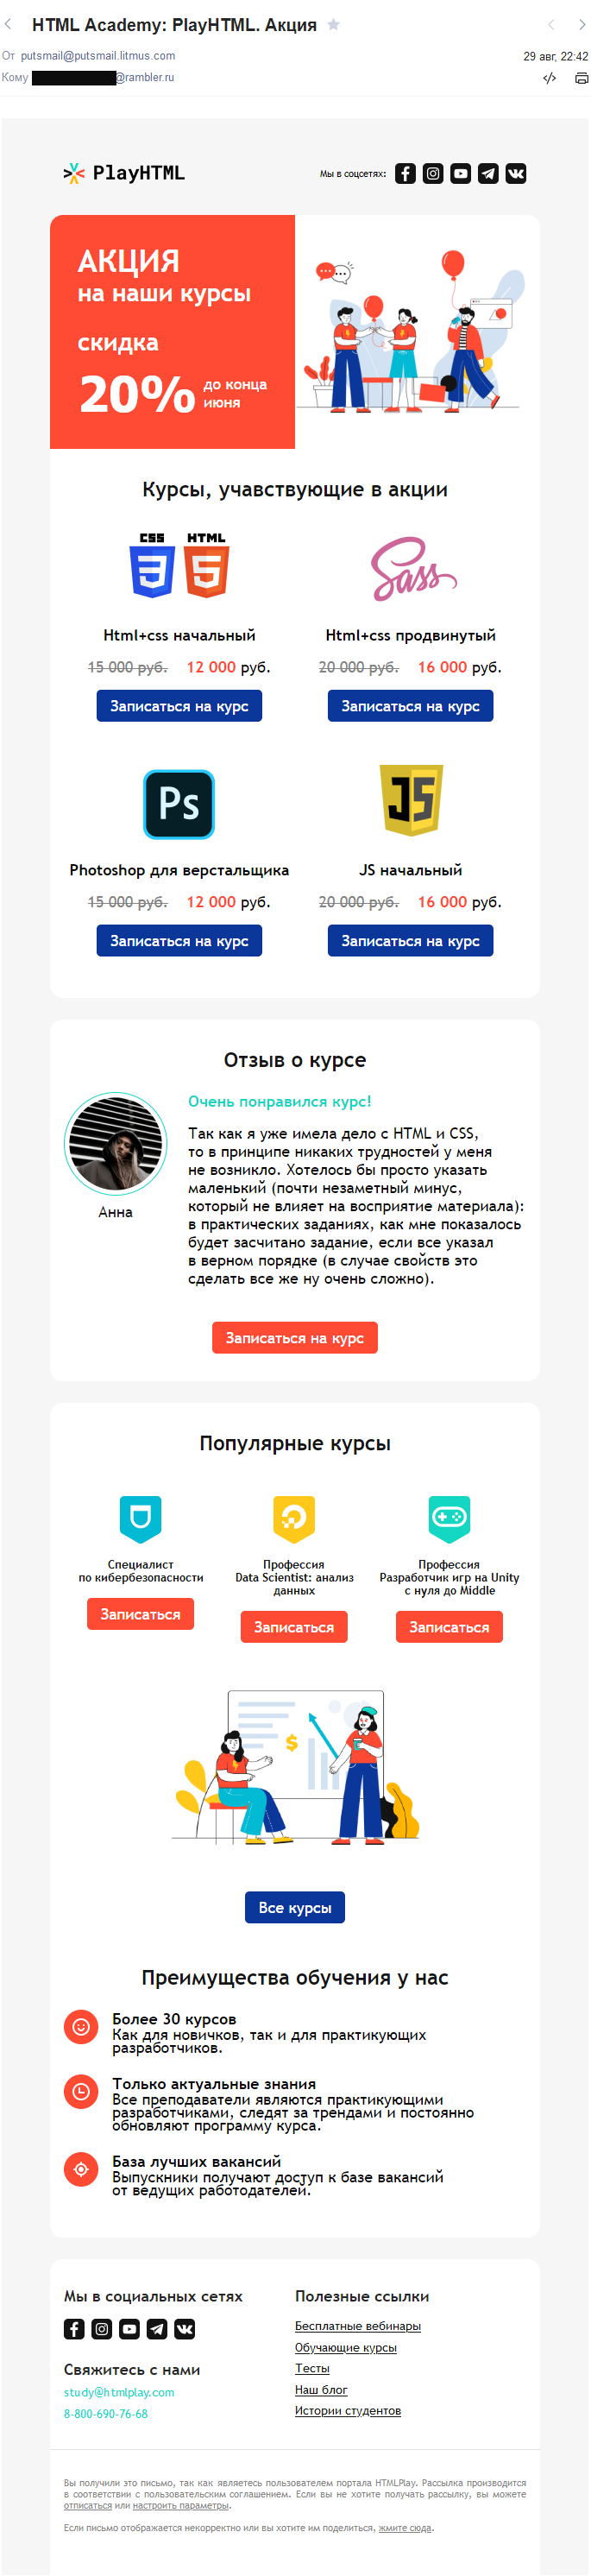 HTML Academy: PlayHTML. Акция
От putsmail@putsmail.litmus.com
29 авг, 22:42
Кому @rambler.ru
PlayHTML
Мы в соцсетях:
АКЦИЯ
на наши курсы
скидка
20% до конца
июня
Курсы, учавствующие в акции
CSS HTML
3 5
Sass
Html+css начальный
Html+css продвинутый
15 000 руб. 12 000 руб.
20 000 руб. 16 000 руб.
Записаться на курс
Записаться на курс
Ps
JS
Photoshop для верстальщика
JS начальный
15 000 руб. 12 000 руб.
20 000 руб. 16 000 руб.
Записаться на курс
Записаться на курс
Отзыв о курсе
Очень понравился курс!
Так как я уже имела дело с HTML и CSS,
то в принципе никаких трудностей у меня
не возникло. Хотелось бы просто указать
маленький (почти незаметный минус,
который не влияет на восприятие материала):
в практических заданиях, как мне показалось
будет засчитано задание, если все указал
в верном порядке (в случае свойств это
сделать все же ну очень сложно).
Анна
Записаться на курс
Популярные курсы
Специалист
по кибербезопасности
Записаться
Профессия
Data Scientist: анализ
данных
Записаться
Профессия
Разработчик игр на Unity
с нуля до Middle
Записаться
$
Все курсы
Преимущества обучения у нас
Более 30 курсов
Как для новичков, так и для практикующих
разработчиков.
Только актуальные знания
Все преподаватели являются практикующими
разработчиками, следят за трендами и постоянно
обновляют программу курса.
База лучших вакансий
Выпускники получают доступ к базе вакансий
от ведущих работодателей.
Мы в социальных сетях
Свяжитесь с нами
study@htmlplay.com
8-800-690-76-68
Полезные ссылки
Бесплатные вебинары
Обучающие курсы
Тесты
Наш блог
Истории студентов
Вы получили это письмо, так как являетесь пользователем портала HTMLPlay. Рассылка производится
в соответствии с пользовательским соглашением. Если вы не хотите получать рассылку, вы можете
отписаться или настроить параметры.
Если письмо отображается некорректно или вы хотите им поделиться, жмите сюда.